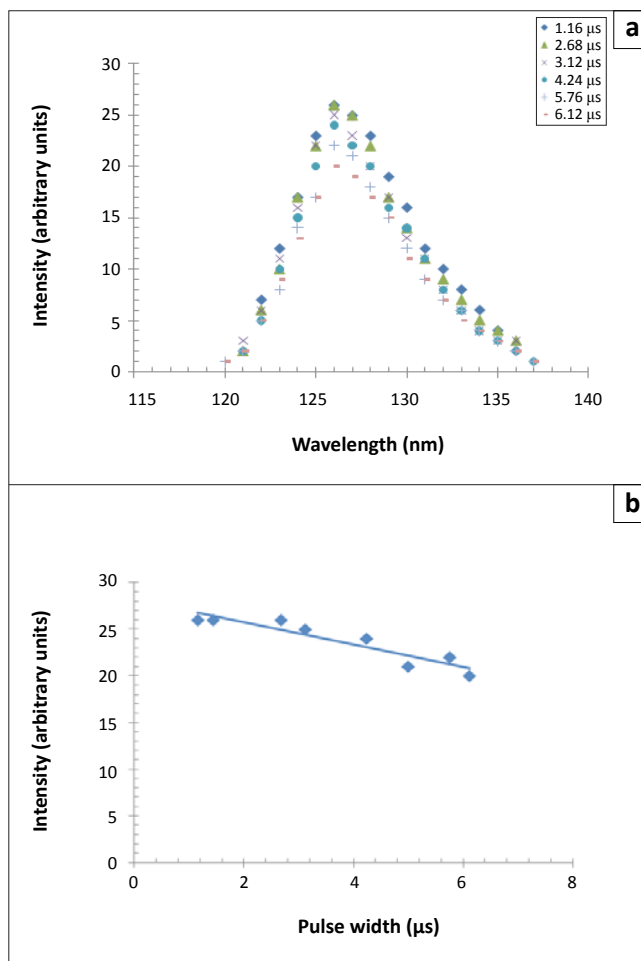 a
1.16 µs
2.68 µs
3.12 µs
4.24 µs
5.76 µs
6.12 µs
30
25
20
15
10
5
0
Intensity (arbitrary units)
115 120 125 130 135 140
Wavelength (nm)
b
30
25
20
15
10
5
0
Intensity (arbitrary units)
0 2 4 6 8
Pulse width (µs)